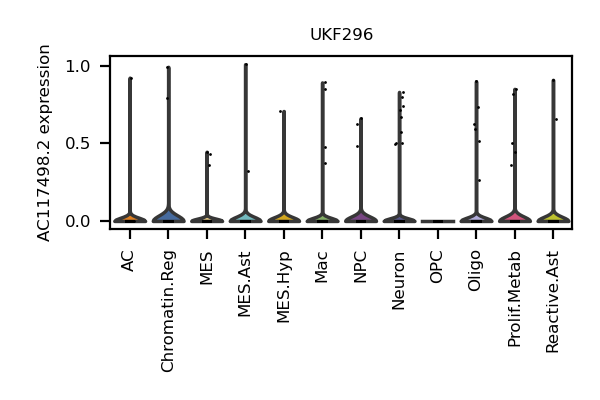 UKF296
AC117498.2 expression
1.0
0.5
0.0
AC
Chromatin.Reg
MES
MES.Ast
MES.Hyp
Mac
NPC
Neuron
OPC
Oligo
Prolif.Metab
Reactive.Ast